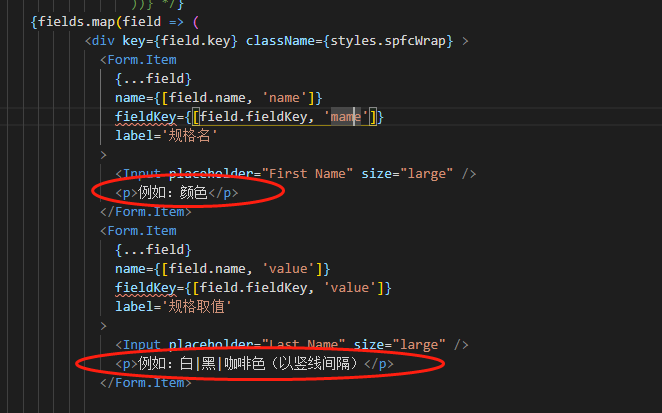 ))} */}
{fields.map(field => (
<div key={field.key} className={styles.spfcWrap} >
<Form.Item
{...field}
name={[field.name, 'name']}
fieldKey={[field.fieldKey, 'mame']}
label='规格名'
>
<Input placeholder="First Name" size="large" />
<p>例如：颜色</p>
</Form.Item>
<Form.Item
{...field}
name={[field.name, 'value']}
fieldKey={[field.fieldKey, 'value']}
label='规格取值'
>
<Input placeholder="Last Name" size="large" />
<p>例如：白|黑|咖啡色（以竖线间隔）</p>
</Form.Item>